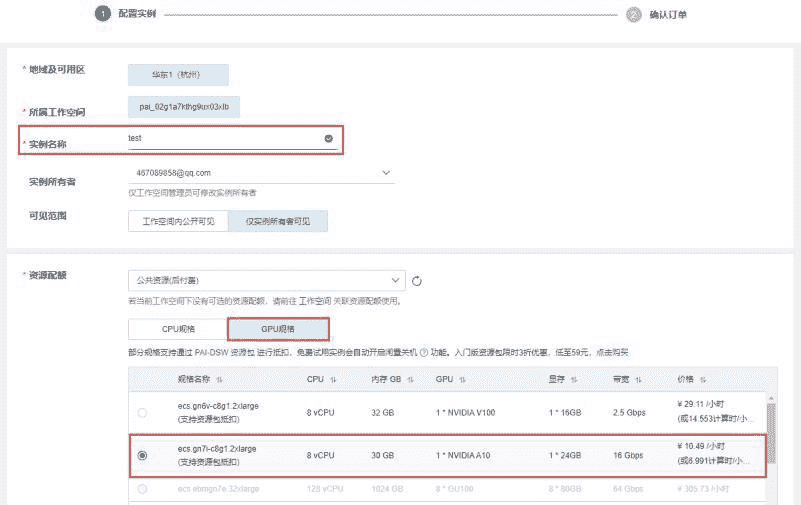 1 配置实例 2 确认订单
* 地域及可用区 华东1（杭州）
* 所属工作空间
* 实例名称 test
实例所有者 467089858@qq.com
仅工作空间管理员可修改实例所有者
可见范围 工作空间内公开可见 仅实例所有者可见
* 资源配额 公共资源(后付费)
若当前工作空间下没有可选的资源配额，请前往 工作空间 关联资源配额使用。
CPU规格 GPU规格
部分规格支持通过 PAI-DSW 资源包 进行抵扣，免费试用实例会自动开启闲置关机 功能。入门版资源包限时3折优惠，低至59元，点击购买
规格名称 CPU 内存 GB GPU 显存 带宽 价格
ecs.gn6v-c8g1.2xlarge 8 vCPU 32 GB 1 * NVIDIA V100 1 * 16GB 2.5 Gbps ¥ 29.11 /小时
(支持资源包抵扣) (或14.553计算时/小...
ecs.gn7i-c8g1.2xlarge 8 vCPU 30 GB 1 * NVIDIA A10 1 * 24GB 16 Gbps ¥ 10.49 /小时
(支持资源包抵扣) (或6.991计算时/小...
ecs.ebmgn7e.32xlarge 128 vCPU 1024 GB 8 * GU100 8 * 80GB 64 Gbps ¥ 305.73 /小时